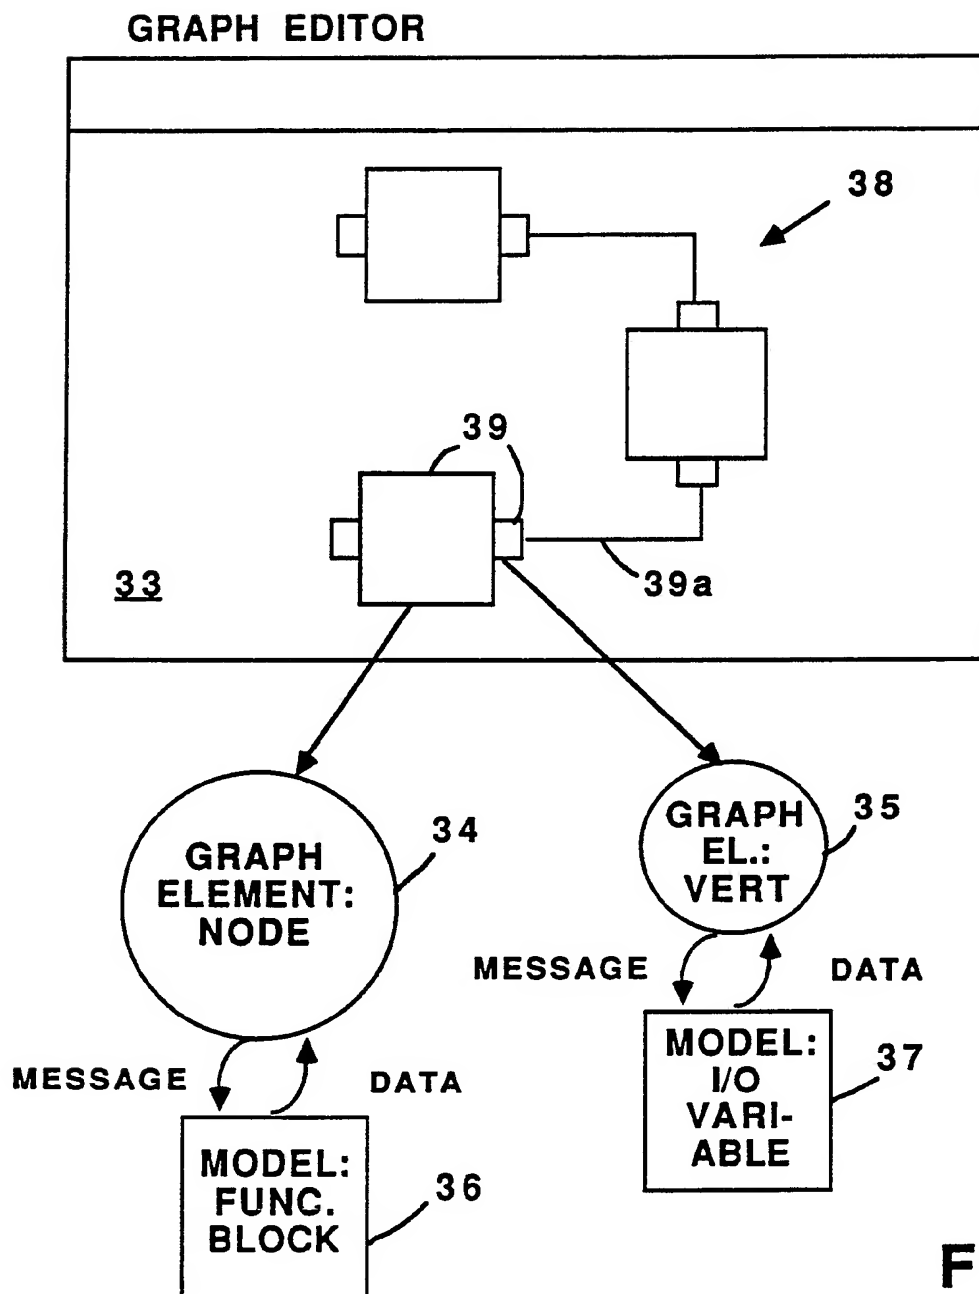 GRAPH EDITOR
38
39
39a
33
34
GRAPH
ELEMENT:
NODE
35
GRAPH
EL.:
VERT
MESSAGE
DATA
MESSAGE
DATA
MODEL:
I/O
VARI-
ABLE
37
MODEL:
FUNC.
BLOCK
36
F